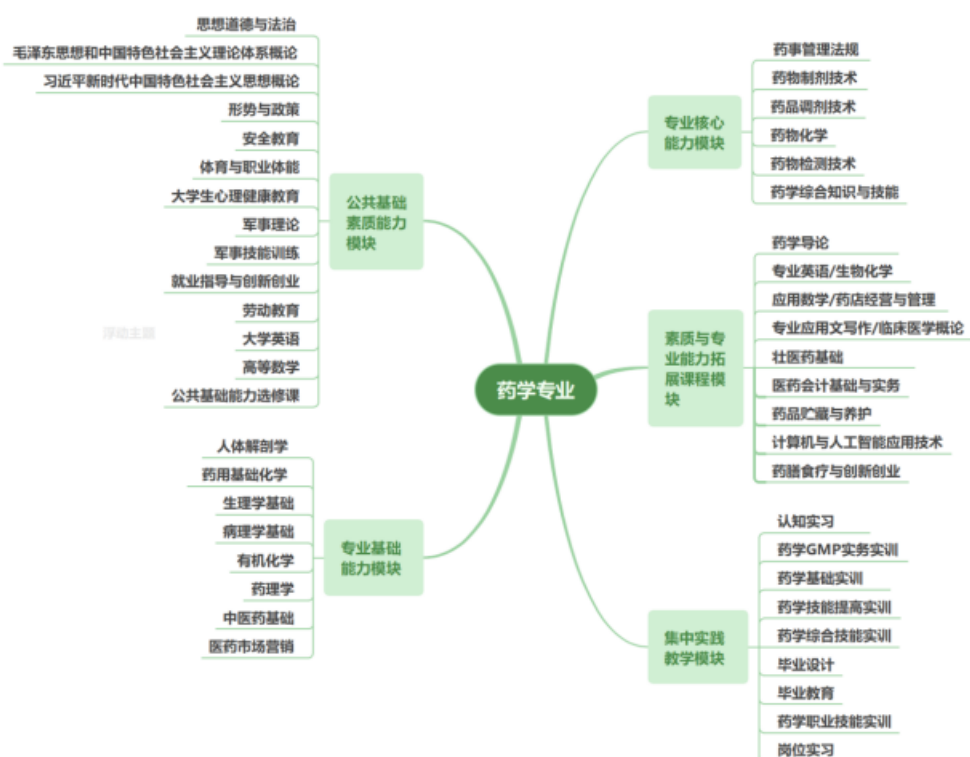 思想道德与法治
毛泽东思想和中国特色社会主义理论体系概论
习近平新时代中国特色社会主义思想概论
形势与政策
安全教育
体育与职业体能
大学生心理健康教育
军事理论
军事技能训练
就业指导与创新创业
劳动教育
大学英语
高等数学
公共基础能力选修课
公共基础
素质能力
模块
浮动主题
人体解剖学
药用基础化学
生理学基础
病理学基础
有机化学
药理学
中医药基础
医药市场营销
专业基础
能力模块
药学专业
专业核心
能力模块
药事管理法规
药物制剂技术
药品调剂技术
药物化学
药物检测技术
药学综合知识与技能
素质与专
业能力拓
展课程模
块
药学导论
专业英语/生物化学
应用数学/药店经营与管理
专业应用文写作/临床医学概论
壮医药基础
医药会计基础与实务
药品贮藏与养护
计算机与人工智能应用技术
药膳食疗与创新创业
集中实践
教学模块
认知实习
药学GMP实务实训
药学基础实训
药学技能提高实训
药学综合技能实训
毕业设计
毕业教育
药学职业技能实训
岗位实习